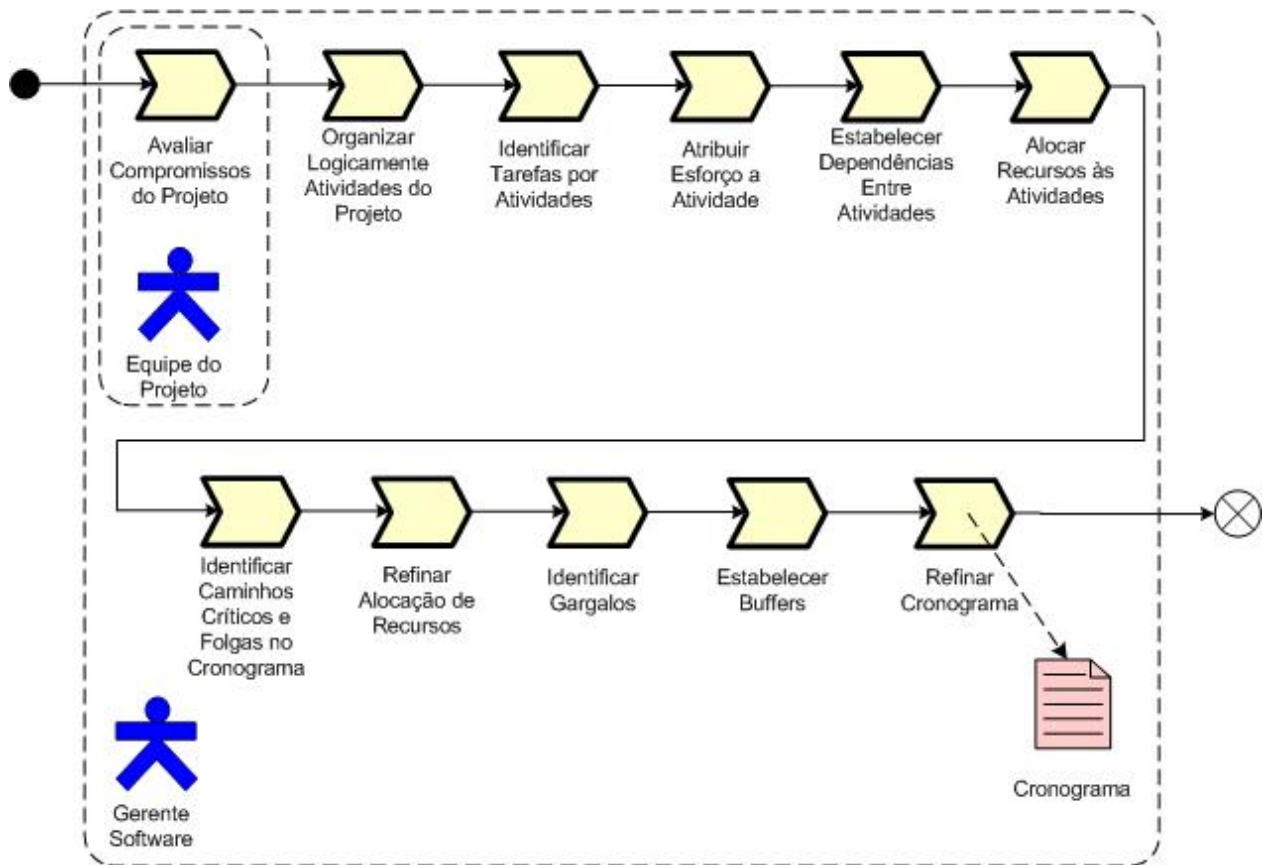 Avaliar
Compromissos
do Projeto
Organizar
Logicamente
Atividades do
Projeto
Identificar
Tarefas por
Atividades
Atribuir
Esforço a
Atividade
Estabelecer
Dependências
Entre
Atividades
Alocar
Recursos às
Atividades
Equipe do
Projeto
Identificar
Caminhos
Críticos e
Folgas no
Cronograma
Refinar
Alocação de
Recursos
Identificar
Gargalos
Estabelecer
Buffers
Refinar
Cronograma
Cronograma
Gerente
Software